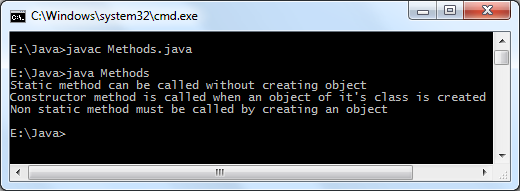 C:\Windows\system32\cmd.exe
E:\Java>javac Methods.java
E:\Java>java Methods
Static method can be called without creating object
Constructor method is called when an object of it's class is created
Non static method must be called by creating an object
E:\Java>